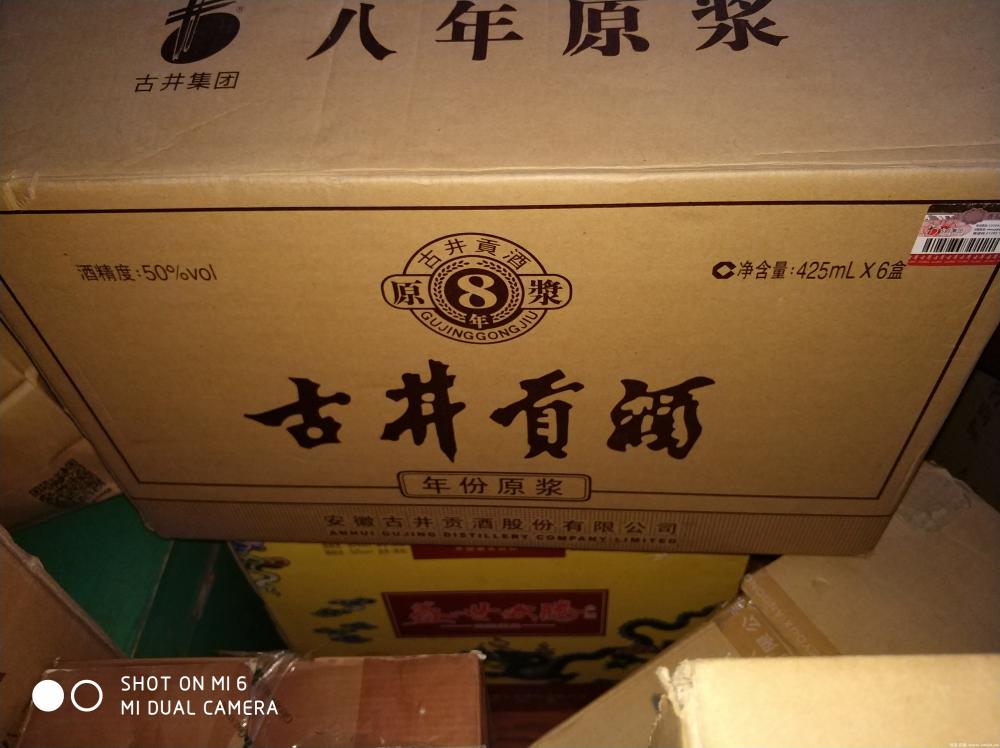 八年原浆
古井集团
古井貢酒
酒精度:50%vol
净含量:425mL X 6盒
原 8 漿
年
GUJINGGONGJIU
古井贡酒
年份原浆
安徽古井贡酒股份有限公司
ANHUI GUJING DISTILLERY COMPANY LIMITED
SHOT ON MI 6
MI DUAL CAMERA